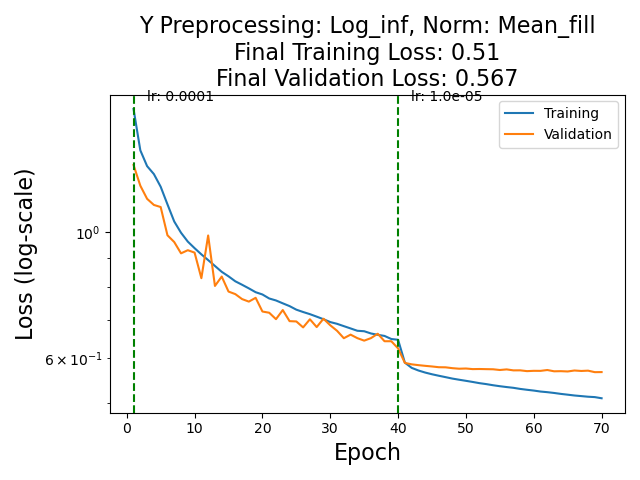 Y Preprocessing: Log_inf, Norm: Mean_fill
Final Training Loss: 0.51
Final Validation Loss: 0.567
lr: 0.0001
lr: 1.0e-05
Training
Validation
Loss (log-scale)
10⁰
6 × 10⁻¹
0 10 20 30 40 50 60 70
Epoch